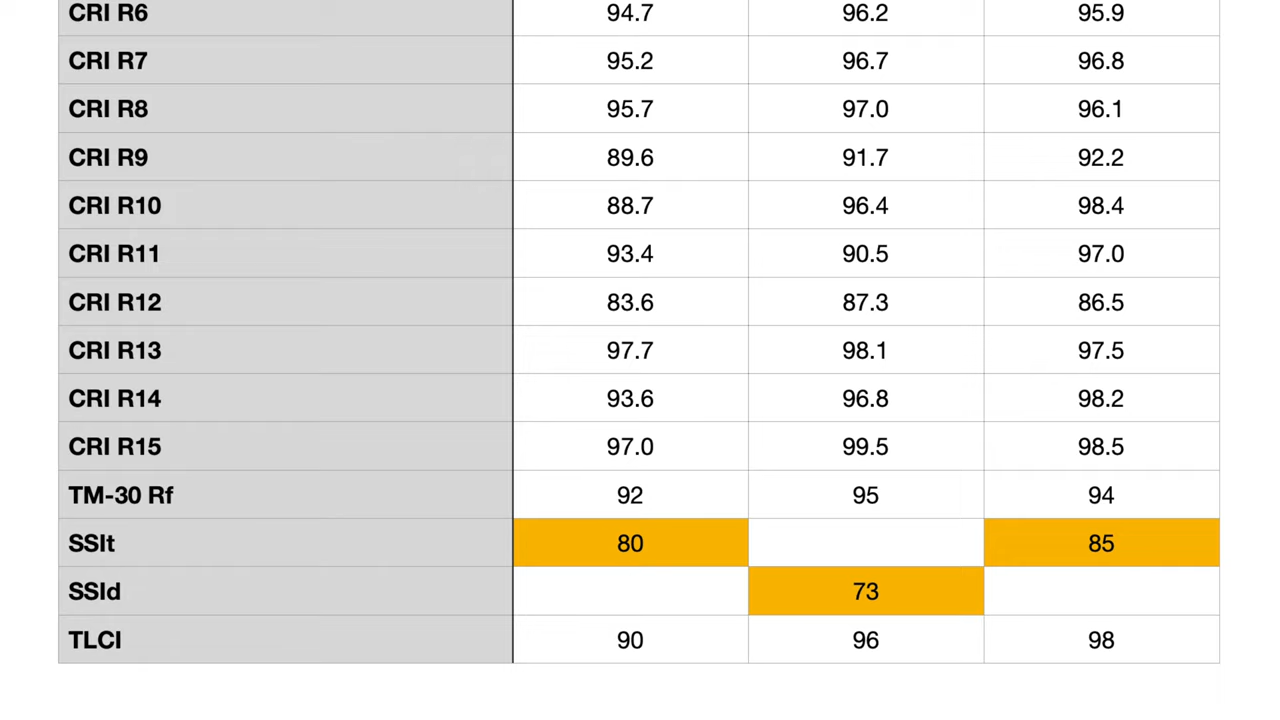 CRI R6 94.7 96.2 95.9
CRI R7 95.2 96.7 96.8
CRI R8 95.7 97.0 96.1
CRI R9 89.6 91.7 92.2
CRI R10 88.7 96.4 98.4
CRI R11 93.4 90.5 97.0
CRI R12 83.6 87.3 86.5
CRI R13 97.7 98.1 97.5
CRI R14 93.6 96.8 98.2
CRI R15 97.0 99.5 98.5
TM-30 Rf 92 95 94
SSIt 80 85
SSId 73
TLCI 90 96 98